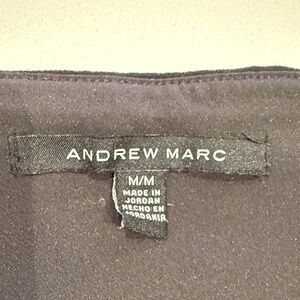 ANDREW MARC
M/M
MADE IN
JORDAN
HECHO EN
JORDANIA